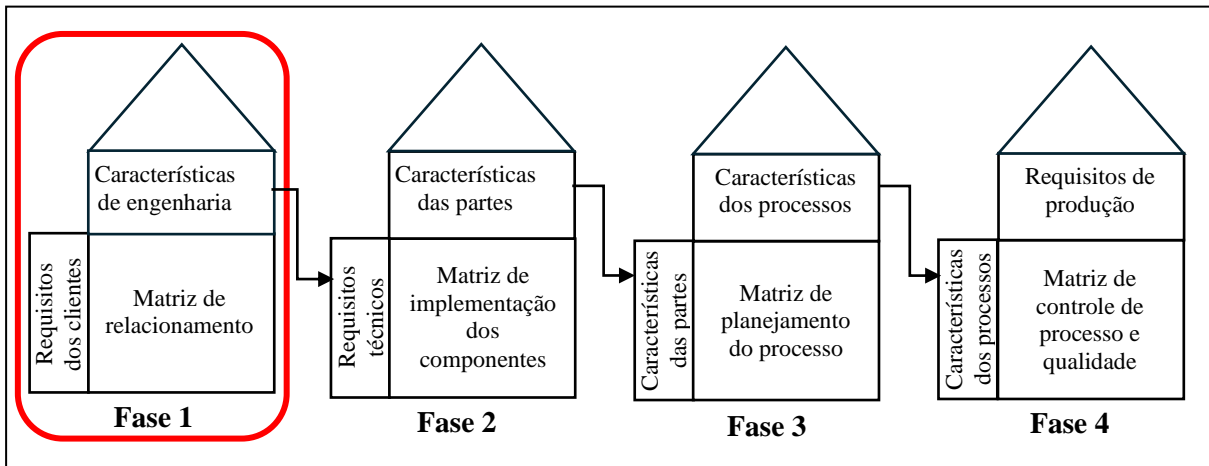 Características
de engenharia
Requisitos
dos clientes
Matriz de
relacionamento
Fase 1
Características
das partes
Requisitos
técnicos
Matriz de
implementação
dos
componentes
Fase 2
Características
dos processos
Características
das partes
Matriz de
planejamento
do processo
Fase 3
Requisitos de
produção
Características
dos processos
Matriz de
controle de
processo e
qualidade
Fase 4